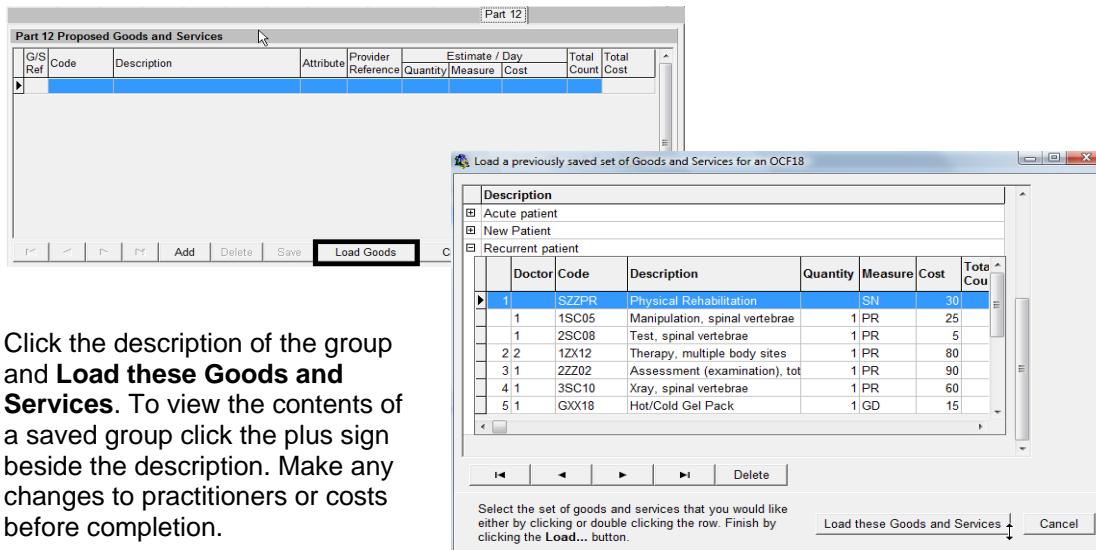 Part 12
Part 12 Proposed Goods and Services
G/S Ref Code Description Attribute Provider Reference Estimate / Day Quantity Measure Cost Total Count Total Cost
Add Delete Save Load Goods C
Load a previously saved set of Goods and Services for an OCF18
Description
Acute patient
New Patient
Recurrent patient
Doctor Code Description Quantity Measure Cost Tota Cou
1 SZZPR Physical Rehabilitation SN 30
1 1SC05 Manipulation, spinal vertebrae 1 PR 25
1 2SC08 Test, spinal vertebrae 1 PR 5
2 2 1ZX12 Therapy, multiple body sites 1 PR 80
3 1 2ZZ02 Assessment (examination), tot 1 PR 90
4 1 3SC10 Xray, spinal vertebrae 1 PR 60
5 1 GXX18 Hot/Cold Gel Pack 1 GD 15
Delete
Select the set of goods and services that you would like
either by clicking or double clicking the row. Finish by
clicking the Load... button.
Load these Goods and Services Cancel
Click the description of the group
and Load these Goods and
Services. To view the contents of
a saved group click the plus sign
beside the description. Make any
changes to practitioners or costs
before completion.